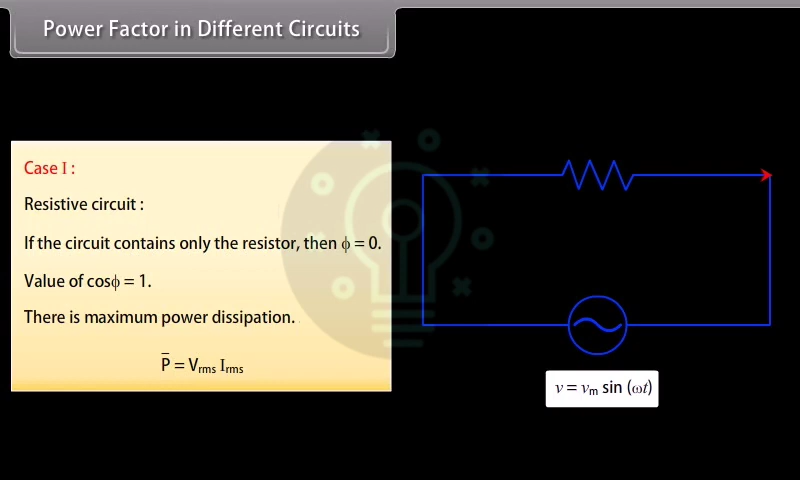 Power Factor in Different Circuits
Case I :
Resistive circuit :
If the circuit contains only the resistor, then ϕ = 0.
Value of cosϕ = 1.
There is maximum power dissipation.
P̅ = Vrms Irms
v = vm sin (ωt)